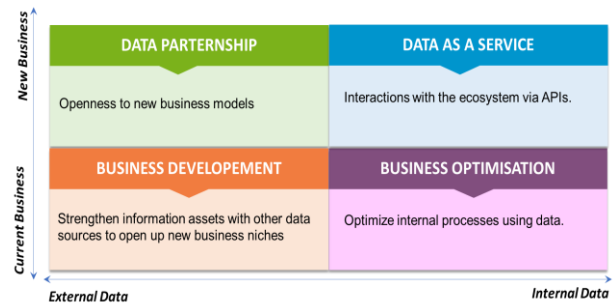 New Business
DATA PARTERNSHIP
DATA AS A SERVICE
Openness to new business models
Interactions with the ecosystem via APIs.
Current Business
BUSINESS DEVELOPEMENT
BUSINESS OPTIMISATION
Strengthen information assets with other data
sources to open up new business niches
Optimize internal processes using data.
External Data
Internal Data